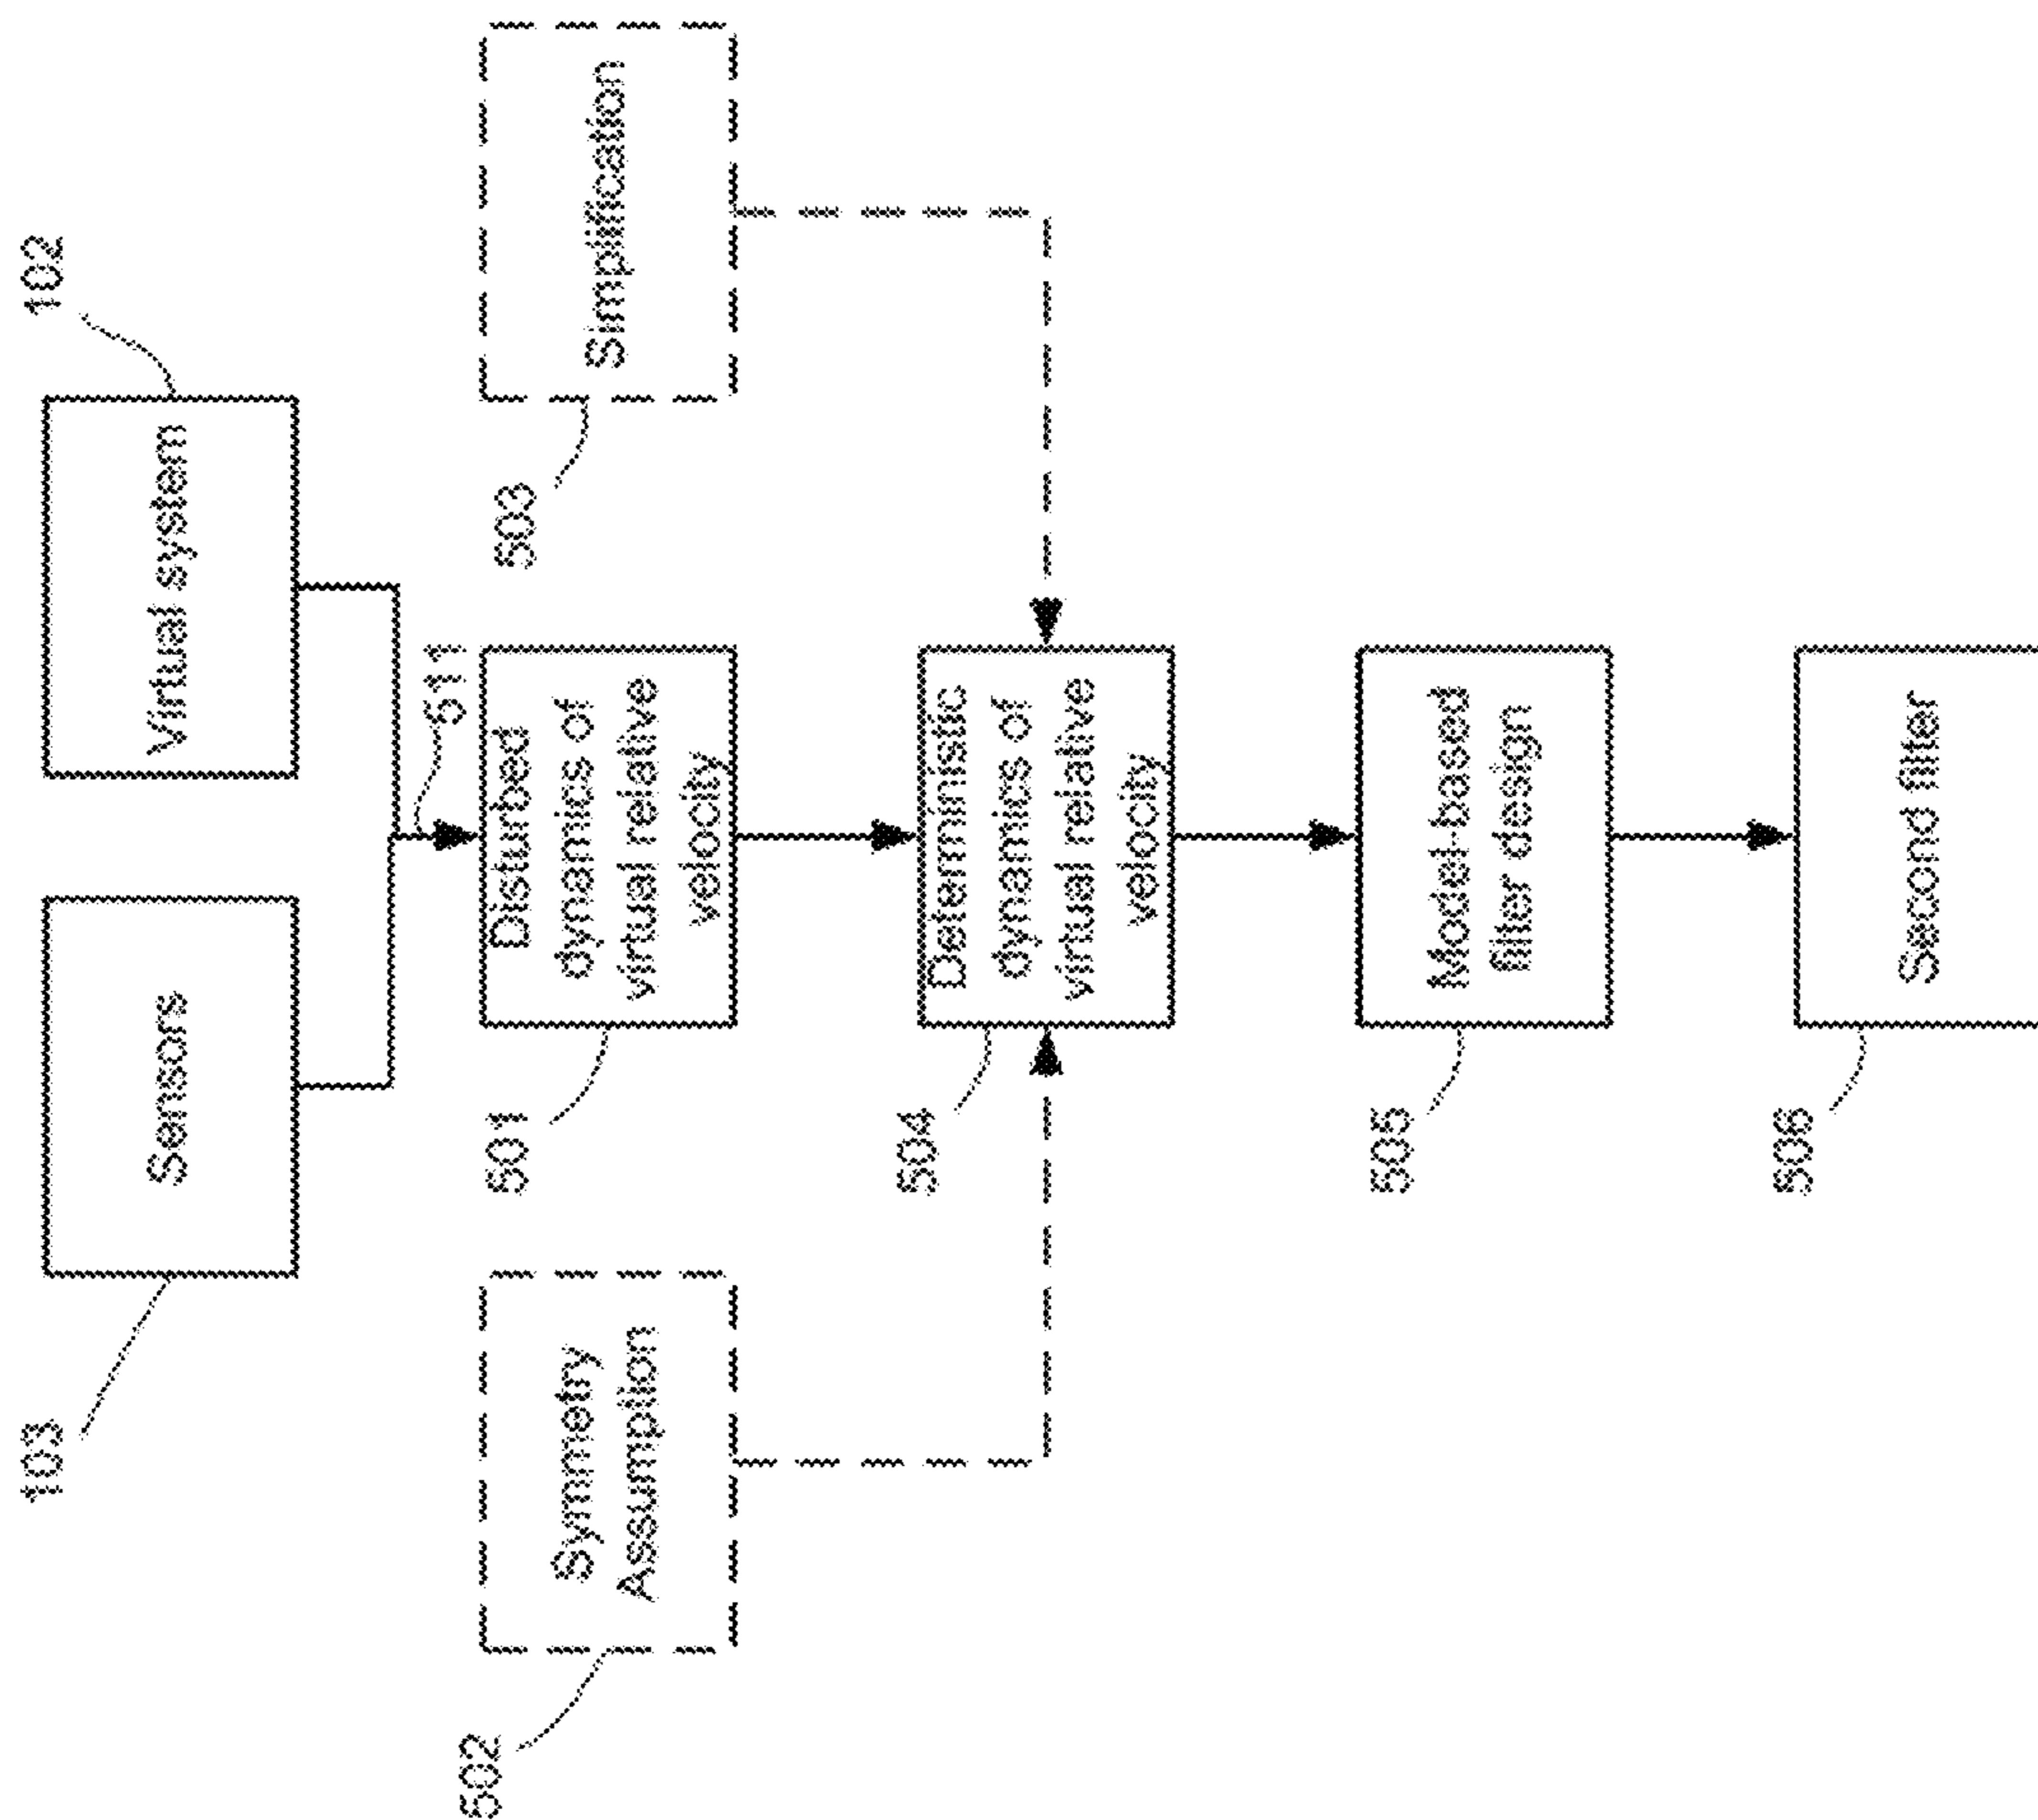 103
Sensors
Virtual system
102
511
502
Symmetry
Assumption
501
Disturbed
dynamics of
virtual relative
velocity
503
Simplification
504
Deterministic
dynamics of
virtual relative
velocity
505
Model-based
filter design
506
Second filter